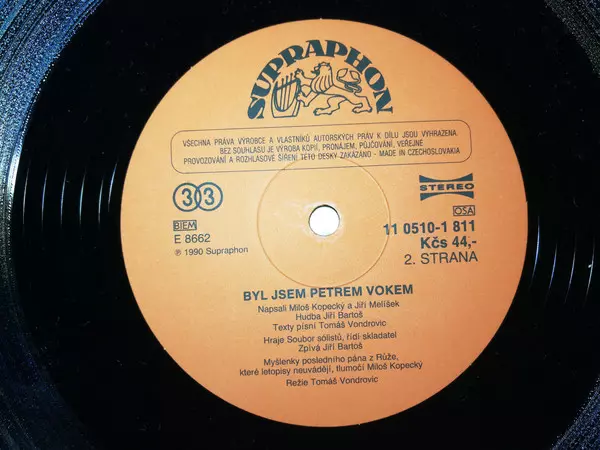 SUPRAPHON
VŠECHNA PRÁVA VÝROBCE A VLASTNÍKŮ AUTORSKÝCH PRÁV K DÍLU JSOU VYHRAZENA.
BEZ SOUHLASU JE VÝROBA KOPIÍ, PRONÁJEM, PŮJČOVÁNÍ, VEŘEJNÉ
PROVOZOVÁNÍ A ROZHLASOVÉ ŠÍŘENÍ TÉTO DESKY ZAKÁZÁNO - MADE IN CZECHOSLOVAKIA
33
STEREO
BIEM
OSA
E 8662
11 0510-1 811
℗ 1990 Supraphon
Kčs 44,-
2. STRANA
BYL JSEM PETREM VOKEM
Napsali Miloš Kopecký a Jiří Melíšek
Hudba Jiří Bartoš
Texty písní Tomáš Vondrovic
Hraje Soubor sólistů, řídí skladatel
Zpívá Jiří Bartoš
Myšlenky posledního pána z Růže,
které letopisy neuvádějí, tlumočí Miloš Kopecký
Režie Tomáš Vondrovic